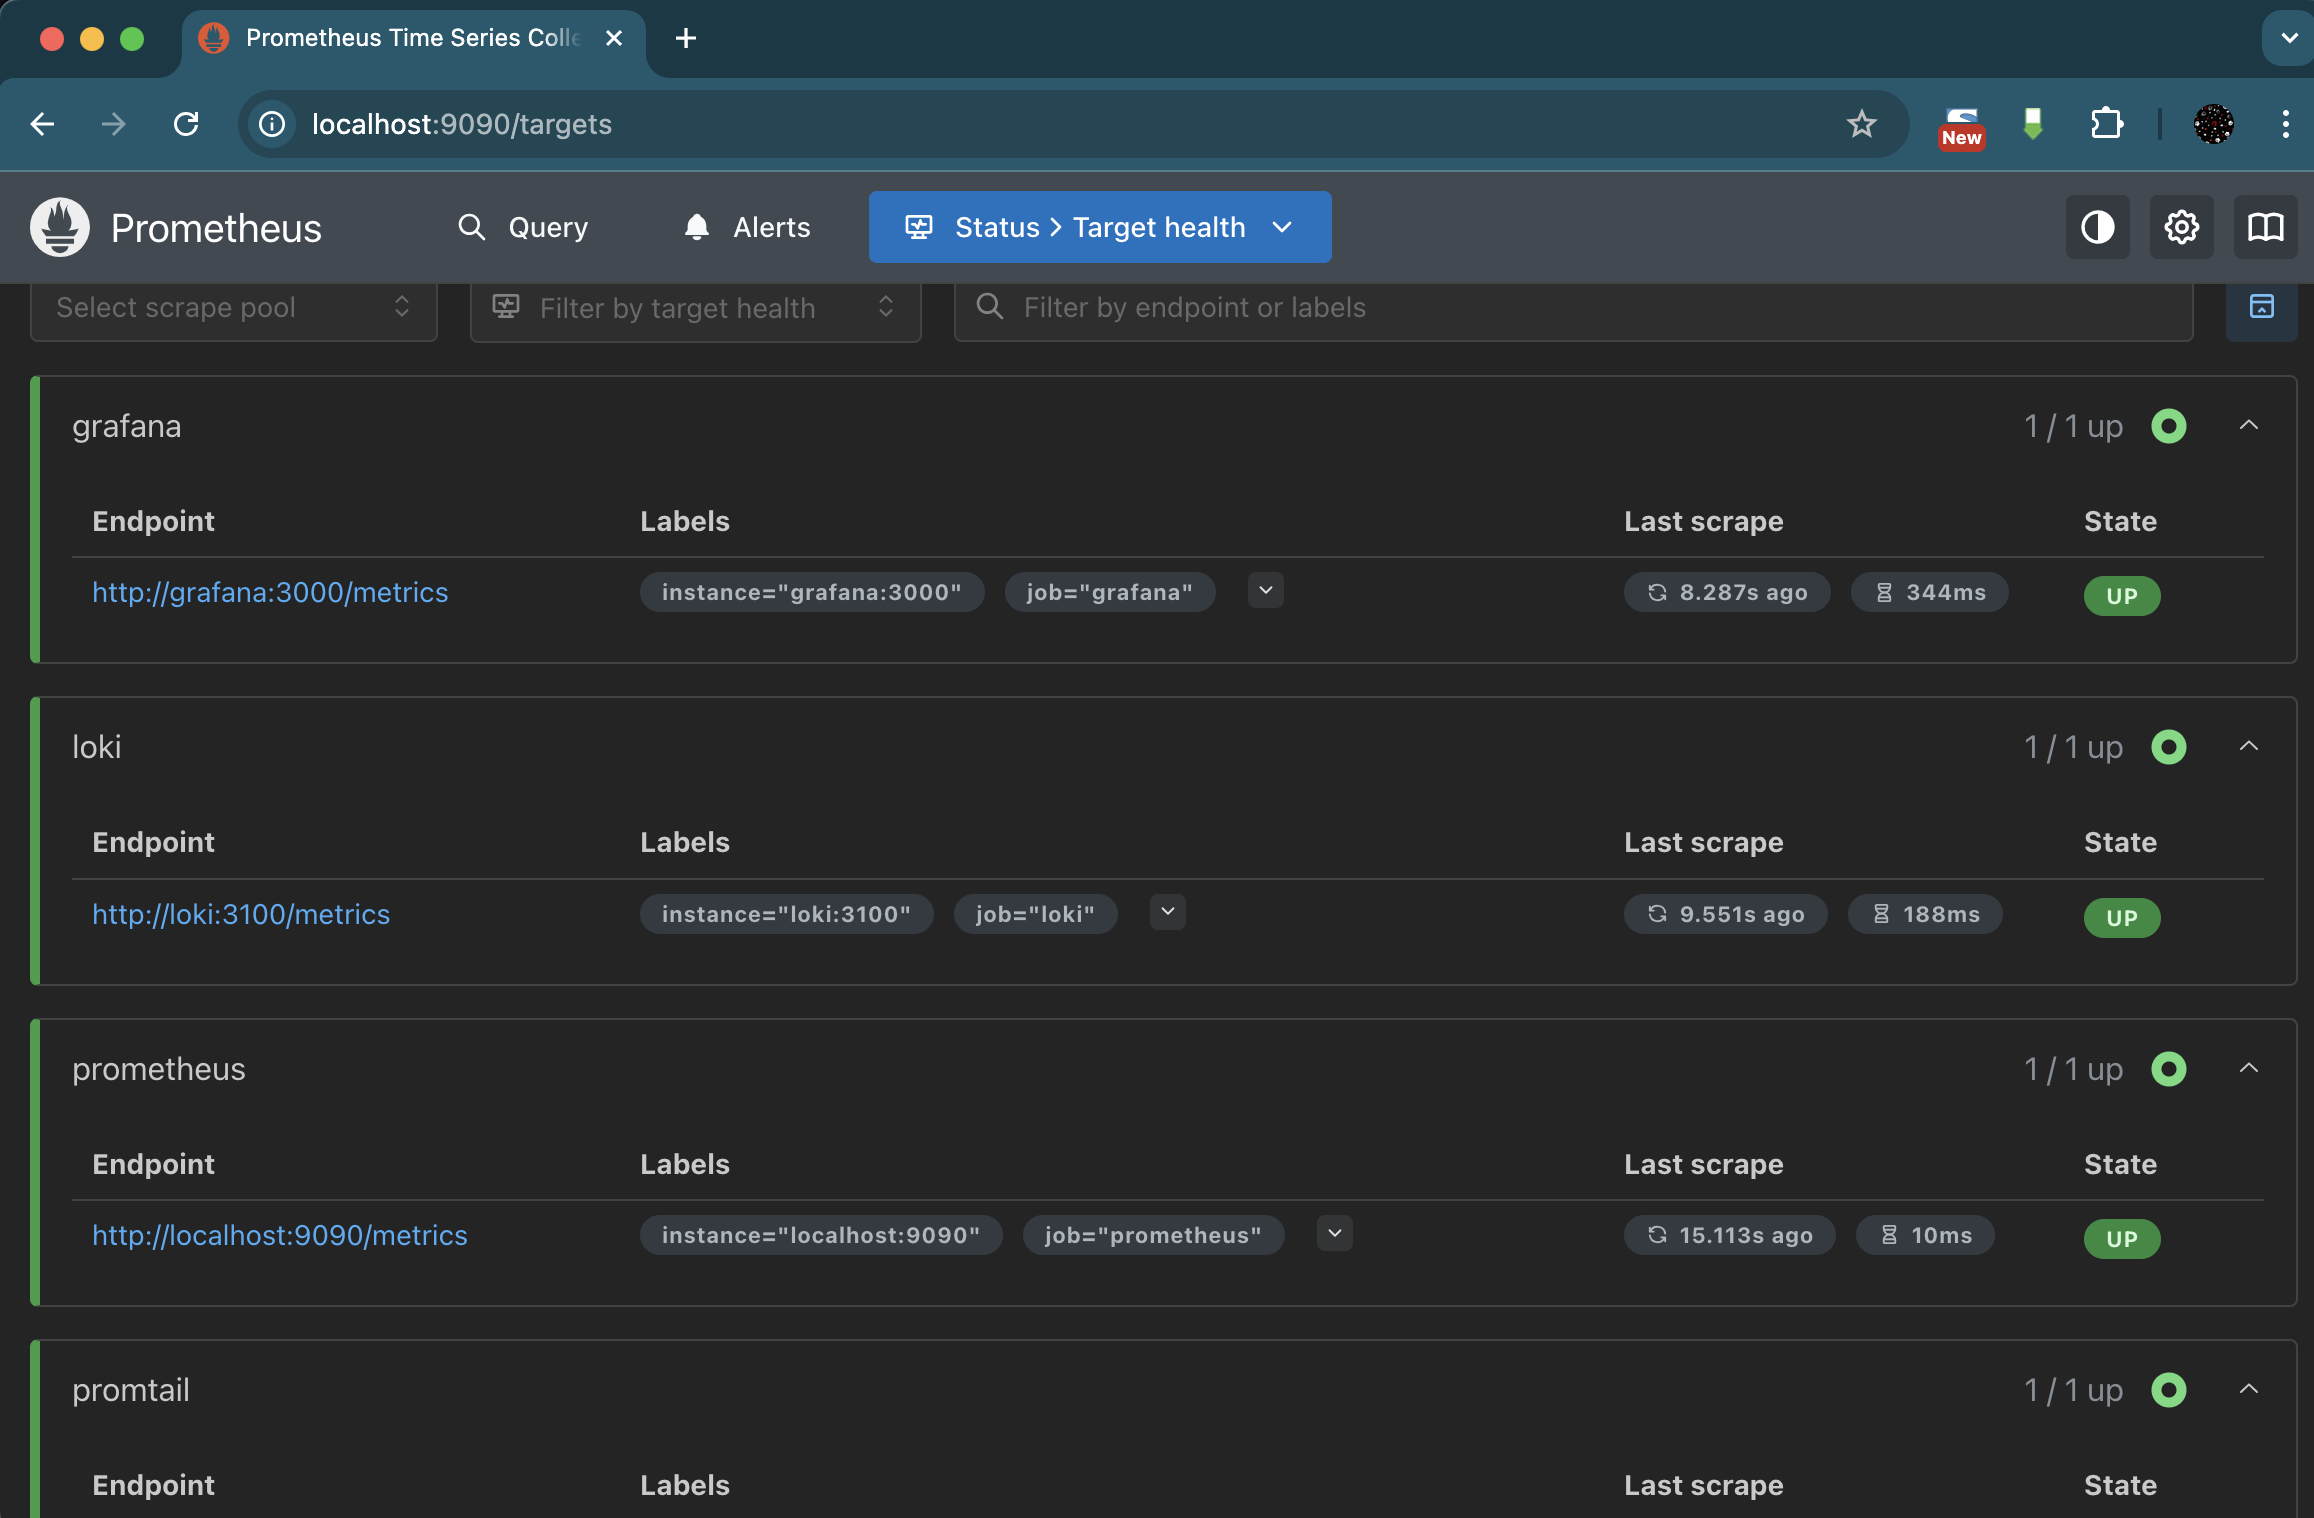 Prometheus Time Series Colle
localhost:9090/targets
New
Prometheus
Query
Alerts
Status > Target health
Select scrape pool
Filter by target health
Filter by endpoint or labels
grafana
1 / 1 up
Endpoint Labels Last scrape State
http://grafana:3000/metrics instance="grafana:3000" job="grafana" 8.287s ago 344ms UP
loki
1 / 1 up
Endpoint Labels Last scrape State
http://loki:3100/metrics instance="loki:3100" job="loki" 9.551s ago 188ms UP
prometheus
1 / 1 up
Endpoint Labels Last scrape State
http://localhost:9090/metrics instance="localhost:9090" job="prometheus" 15.113s ago 10ms UP
promtail
1 / 1 up
Endpoint Labels Last scrape State